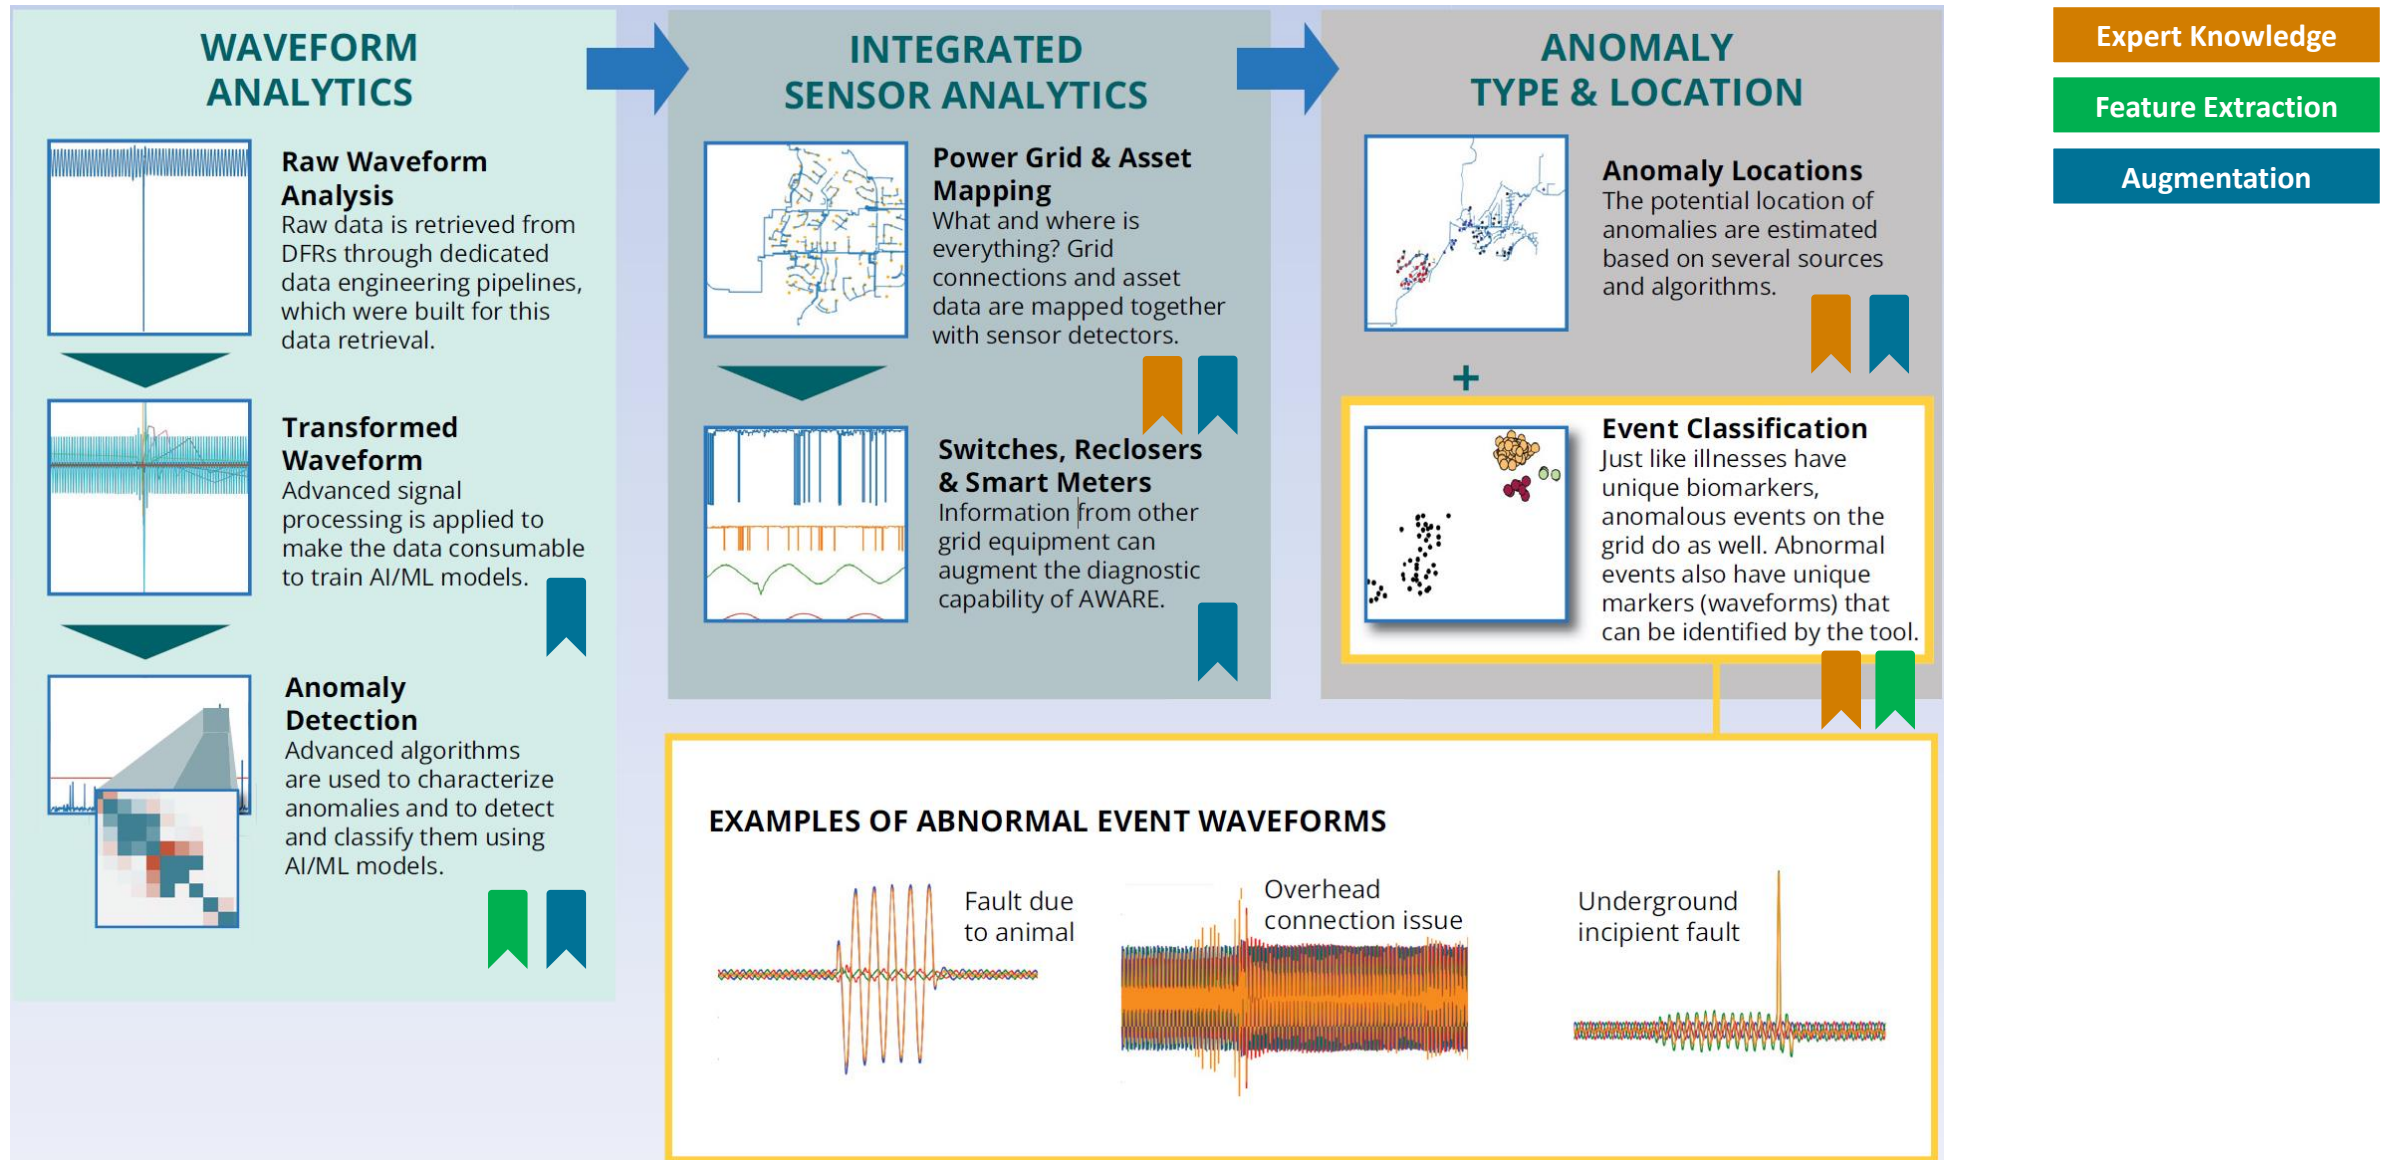 WAVEFORM
ANALYTICS
Raw Waveform
Analysis
Raw data is retrieved from
DFRs through dedicated
data engineering pipelines,
which were built for this
data retrieval.
Transformed
Waveform
Advanced signal
processing is applied to
make the data consumable
to train AI/ML models.
Anomaly
Detection
Advanced algorithms
are used to characterize
anomalies and to detect
and classify them using
AI/ML models.
INTEGRATED
SENSOR ANALYTICS
Power Grid & Asset
Mapping
What and where is
everything? Grid
connections and asset
data are mapped together
with sensor detectors.
Switches, Reclosers
& Smart Meters
Information from other
grid equipment can
augment the diagnostic
capability of AWARE.
ANOMALY
TYPE & LOCATION
Anomaly Locations
The potential location of
anomalies are estimated
based on several sources
and algorithms.
+
Event Classification
Just like illnesses have
unique biomarkers,
anomalous events on the
grid do as well. Abnormal
events also have unique
markers (waveforms) that
can be identified by the tool.
EXAMPLES OF ABNORMAL EVENT WAVEFORMS
Fault due
to animal
Overhead
connection issue
Underground
incipient fault
Expert Knowledge
Feature Extraction
Augmentation